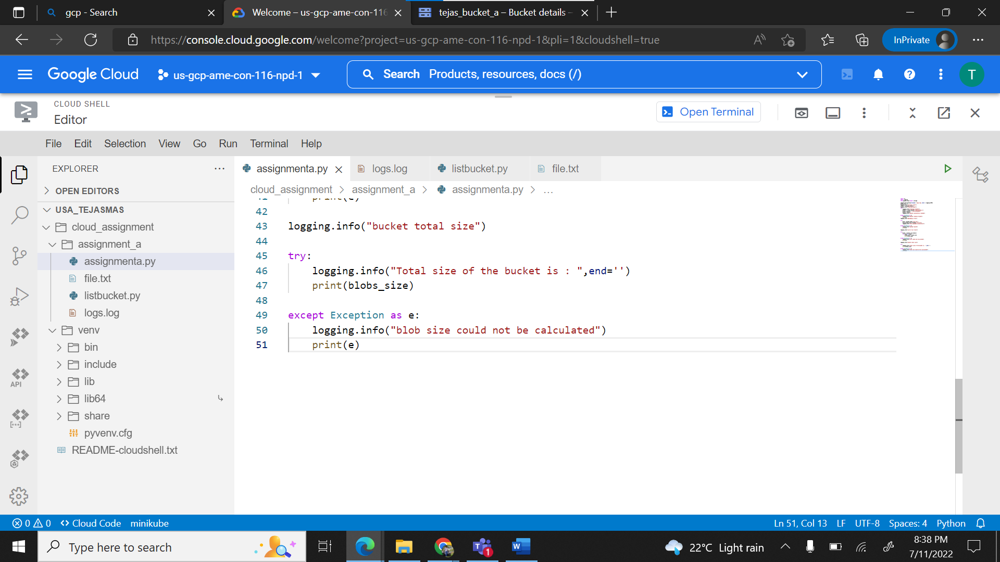 gcp - Search
Welcome – us-gcp-ame-con-116
tejas_bucket_a – Bucket details –
https://console.cloud.google.com/welcome?project=us-gcp-ame-con-116-npd-1&pli=1&cloudshell=true
InPrivate
Google Cloud
us-gcp-ame-con-116-npd-1
Search Products, resources, docs (/)
T
CLOUD SHELL
Editor
Open Terminal
File Edit Selection View Go Run Terminal Help
EXPLORER
OPEN EDITORS
USA_TEJASMAS
cloud_assignment
assignment_a
assignmenta.py
file.txt
listbucket.py
logs.log
venv
bin
include
lib
lib64
share
pyvenv.cfg
README-cloudshell.txt
API
assignmenta.py
logs.log
listbucket.py
file.txt
cloud_assignment > assignment_a > assignmenta.py > ...
41 print(e)
42
43 logging.info("bucket total size")
44
45 try:
46 logging.info("Total size of the bucket is : ",end='')
47 print(blobs_size)
48
49 except Exception as e:
50 logging.info("blob size could not be calculated")
51 print(e)
0 0 Cloud Code minikube
Ln 51, Col 13 LF UTF-8 Spaces: 4 Python
Type here to search
1
22°C Light rain
8:38 PM
7/11/2022